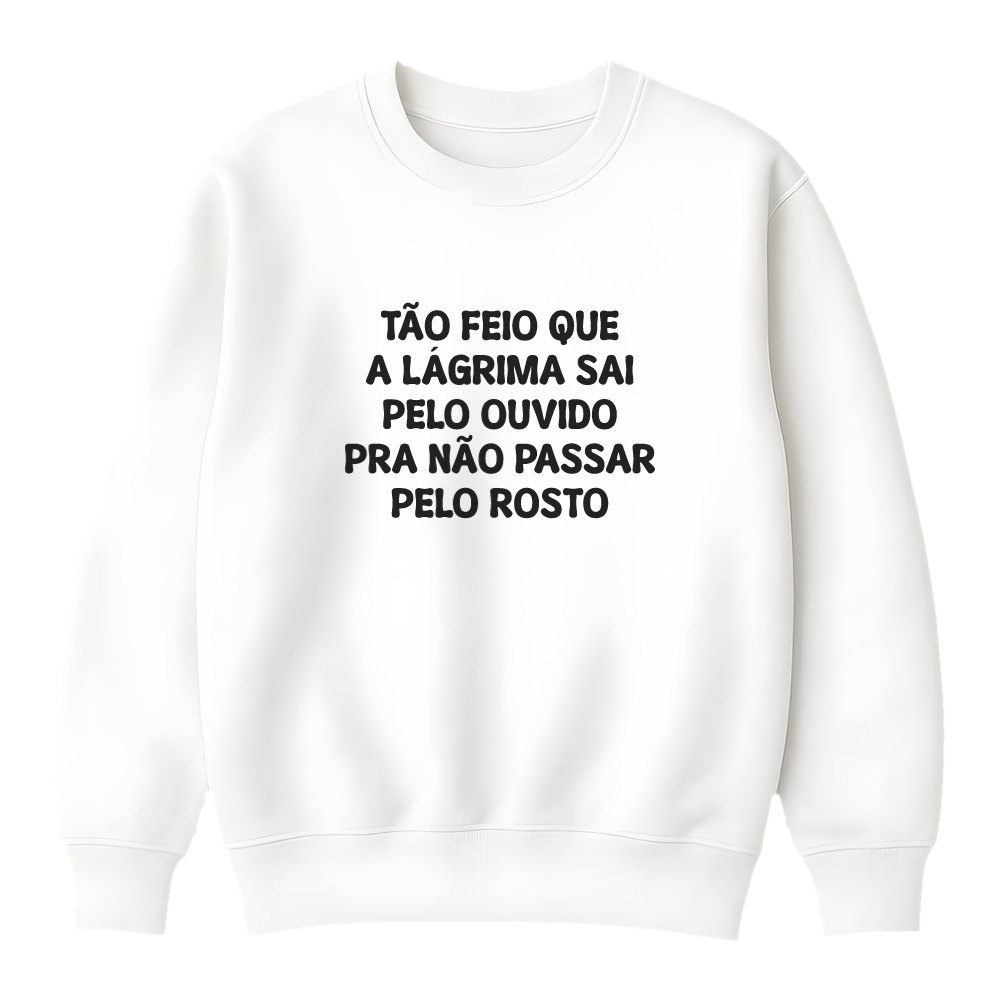 TÃO FEIO QUE
A LÁGRIMA SAI
PELO OUVIDO
PRA NÃO PASSAR
PELO ROSTO